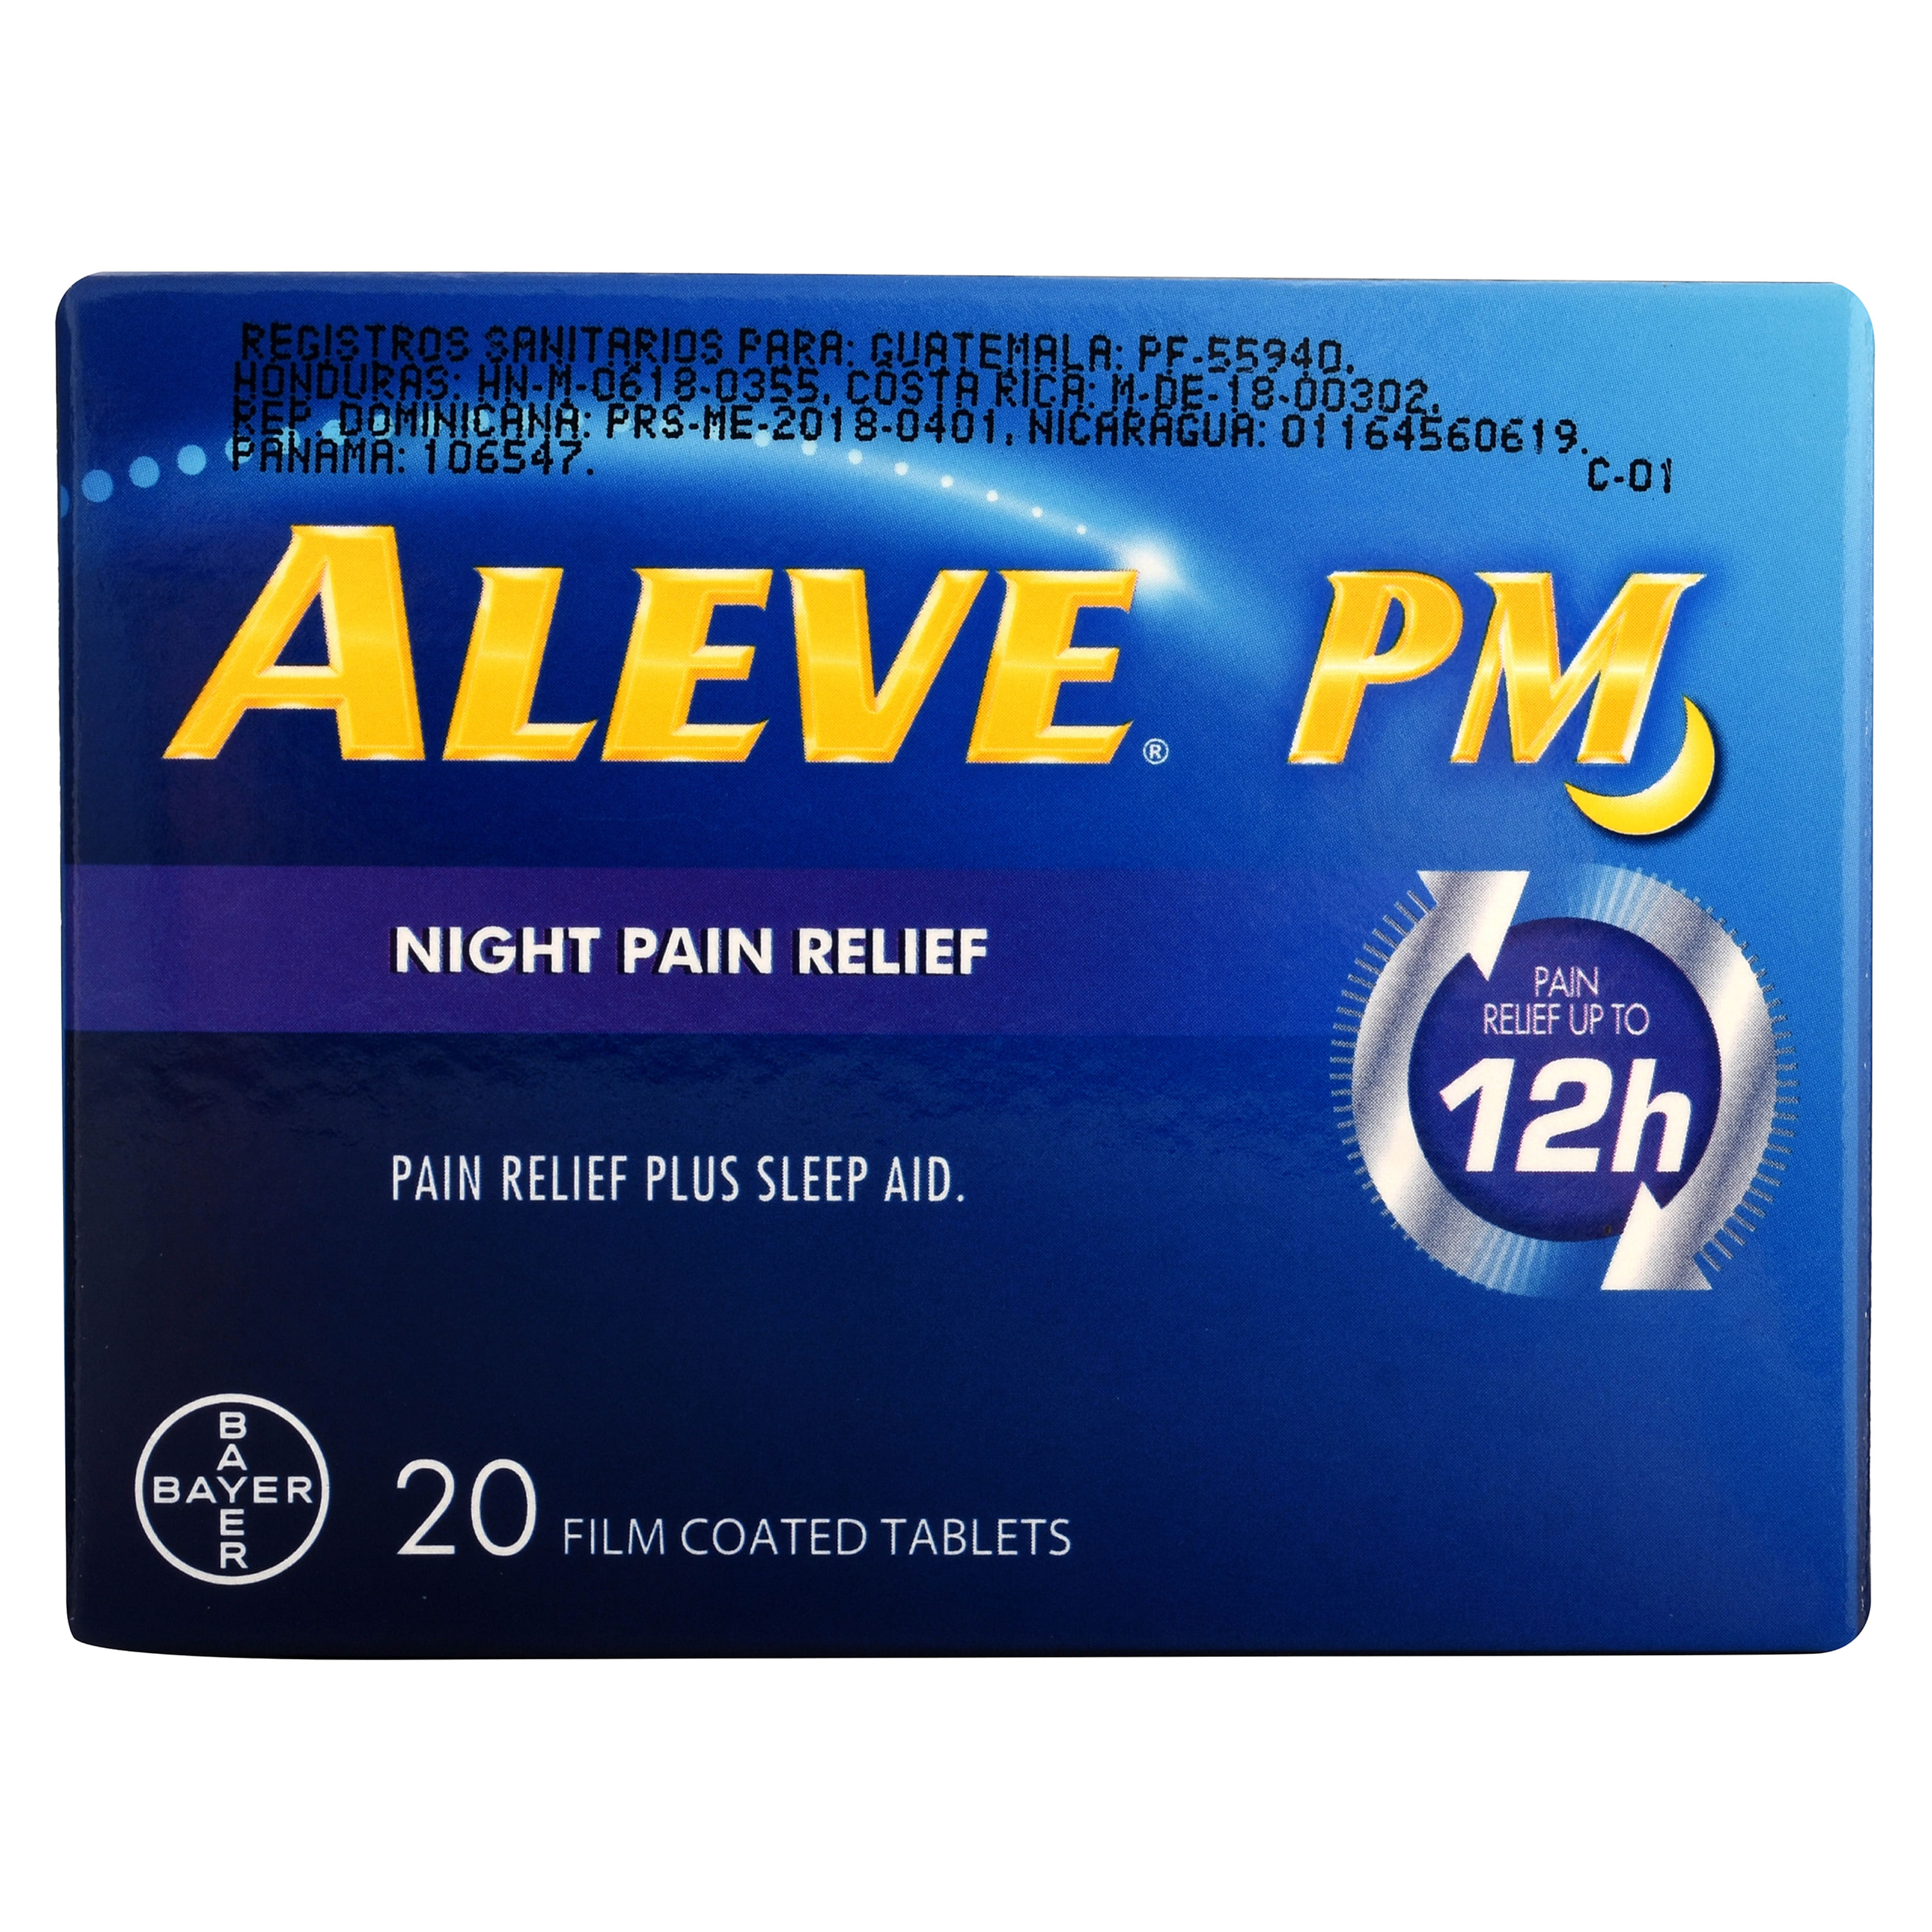 REGISTROS SANITARIOS PARA: GUATEMALA: PF-55940,
HONDURAS: HN-M-0618-0355, COSTA RICA: M-DE-18-00302,
REP. DOMINICANA: PRS-ME-2018-0401, NICARAGUA: 01164560619.
PANAMA: 106547.
C-01
ALEVE® PM
NIGHT PAIN RELIEF
PAIN
RELIEF UP TO
12h
PAIN RELIEF PLUS SLEEP AID.
BAYER
BAYER
20 FILM COATED TABLETS